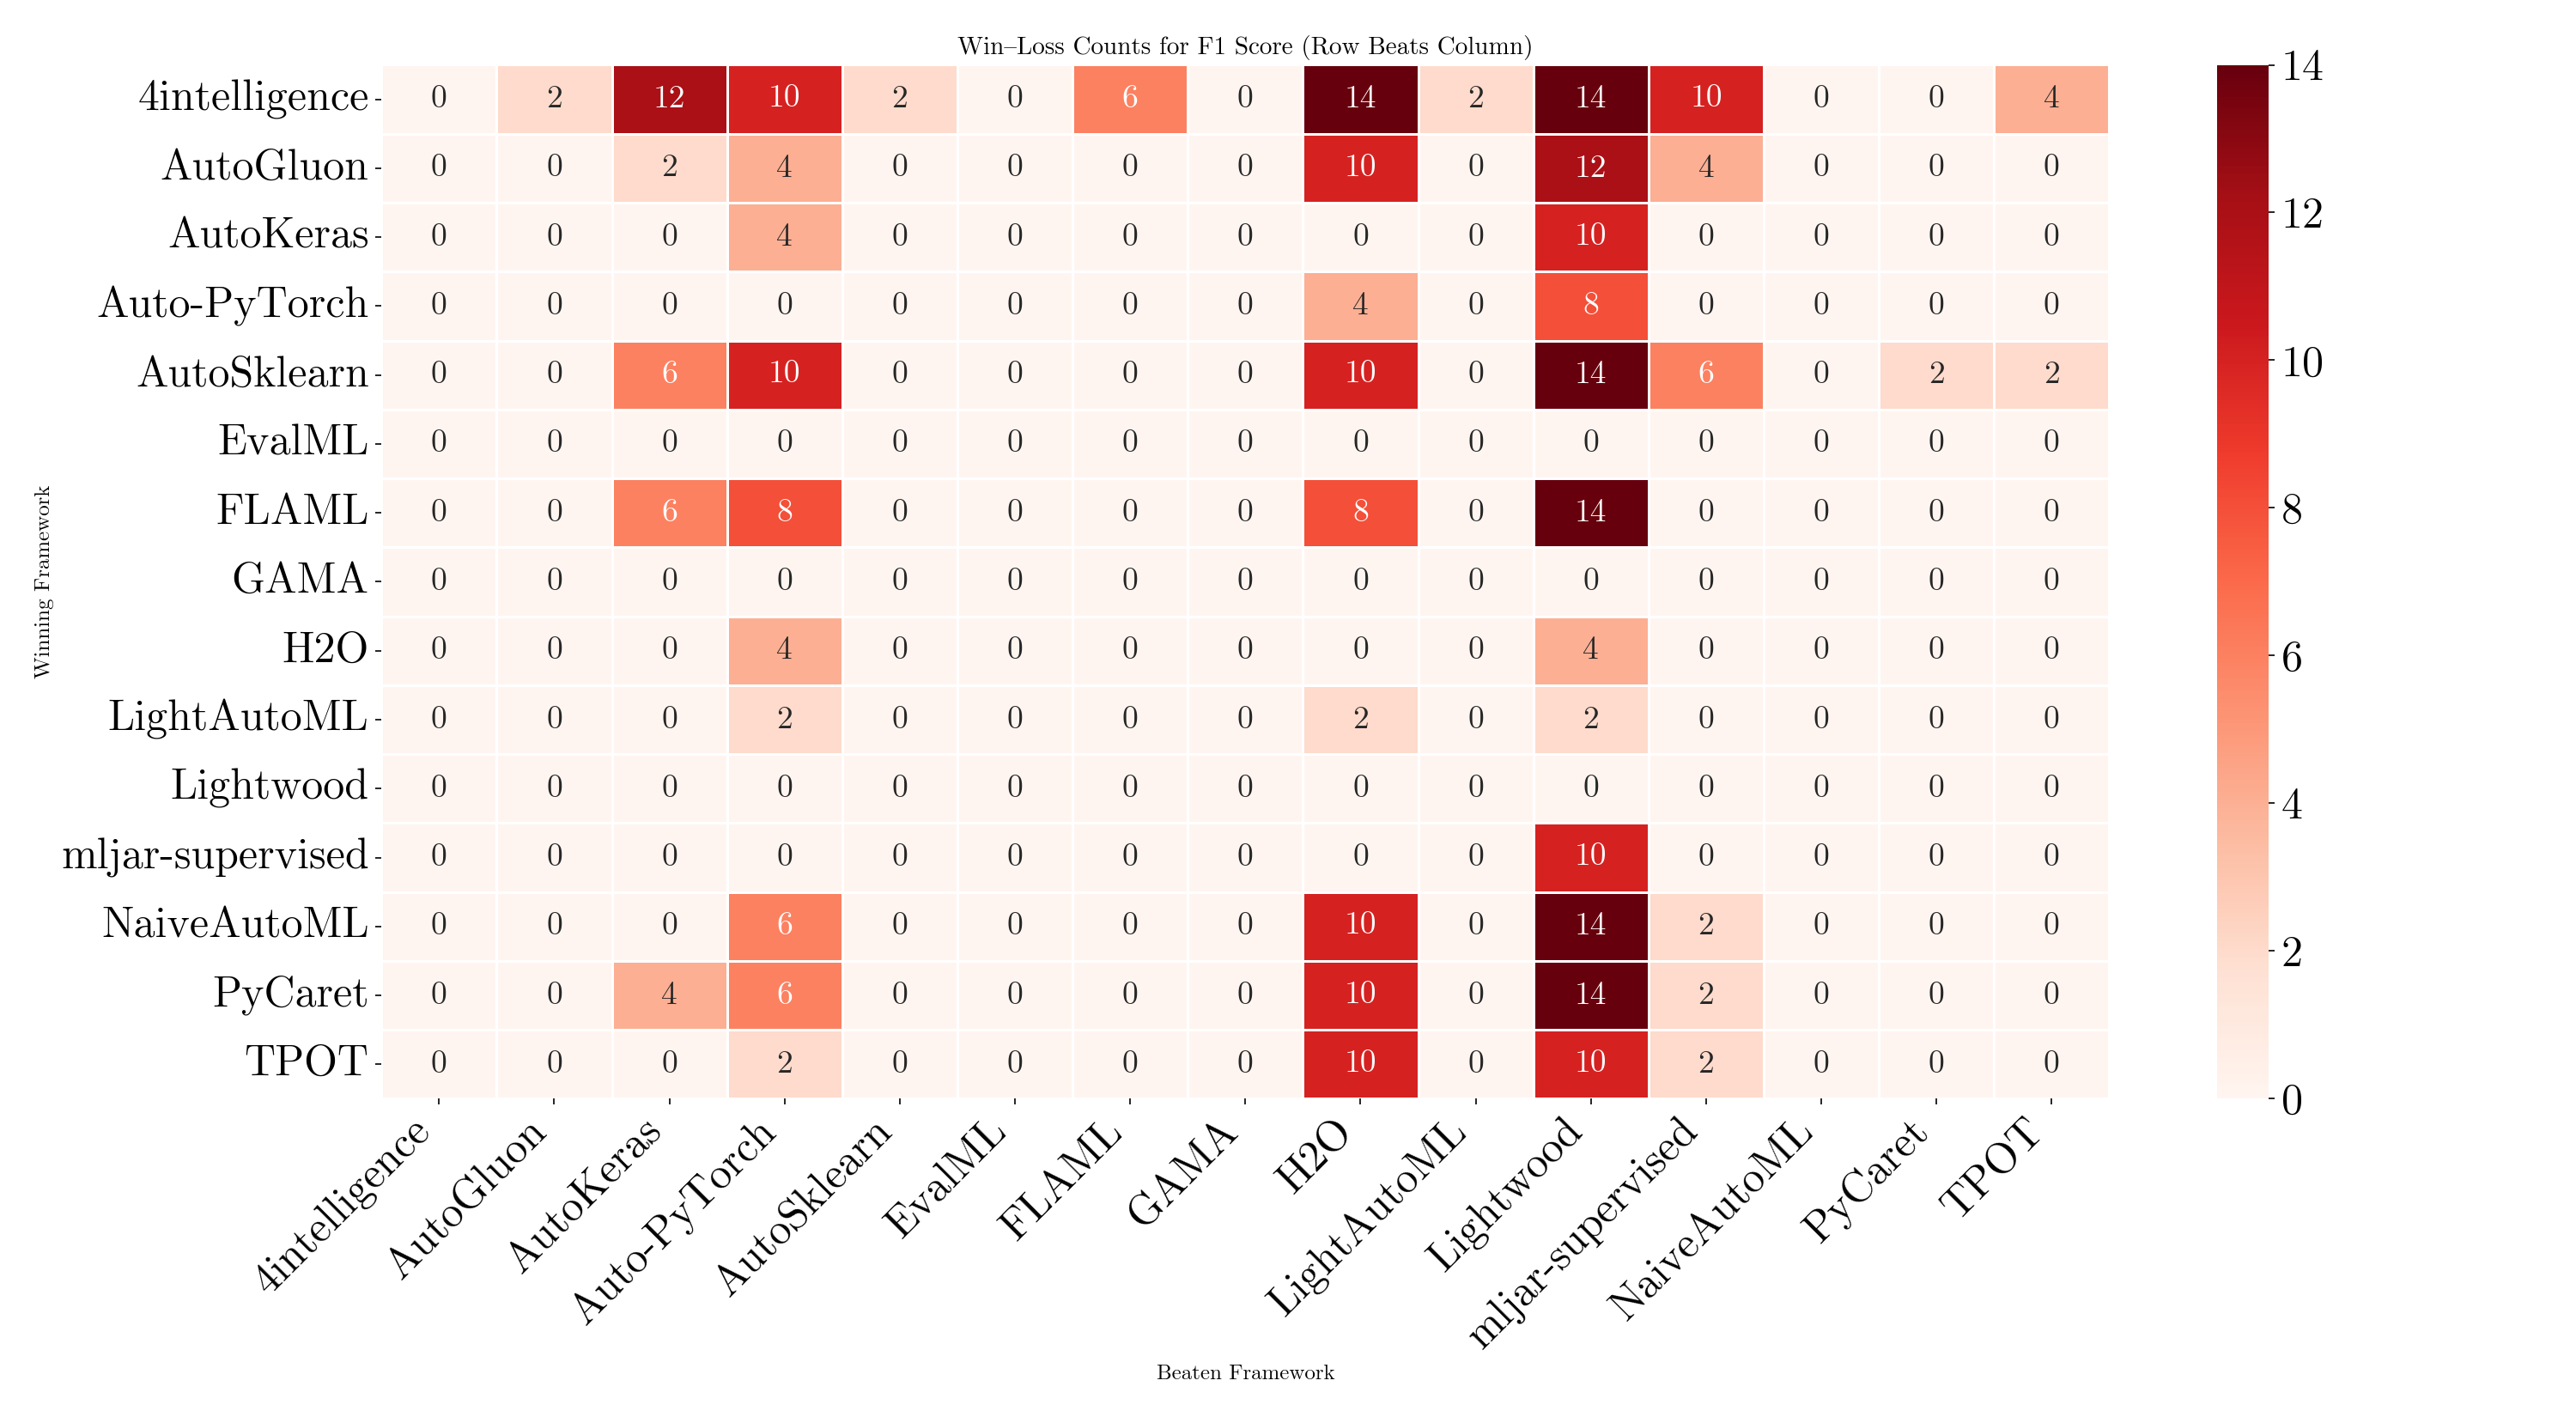 Win–Loss Counts for F1 Score (Row Beats Column)
4intelligence 0 2 12 10 2 0 6 0 14 2 14 10 0 0 4
AutoGluon 0 0 2 4 0 0 0 0 10 0 12 4 0 0 0
AutoKeras 0 0 0 4 0 0 0 0 0 0 10 0 0 0 0
Auto-PyTorch 0 0 0 0 0 0 0 0 4 0 8 0 0 0 0
AutoSklearn 0 0 6 10 0 0 0 0 10 0 14 6 0 2 2
EvalML 0 0 0 0 0 0 0 0 0 0 0 0 0 0 0
FLAML 0 0 6 8 0 0 0 0 8 0 14 0 0 0 0
GAMA 0 0 0 0 0 0 0 0 0 0 0 0 0 0 0
H2O 0 0 0 4 0 0 0 0 0 0 4 0 0 0 0
LightAutoML 0 0 0 2 0 0 0 0 2 0 2 0 0 0 0
Lightwood 0 0 0 0 0 0 0 0 0 0 0 0 0 0 0
mljar-supervised 0 0 0 0 0 0 0 0 0 0 10 0 0 0 0
NaiveAutoML 0 0 0 6 0 0 0 0 10 0 14 2 0 0 0
PyCaret 0 0 4 6 0 0 0 0 10 0 14 2 0 0 0
TPOT 0 0 0 2 0 0 0 0 10 0 10 2 0 0 0
4intelligence AutoGluon AutoKeras Auto-PyTorch AutoSklearn EvalML FLAML GAMA H2O LightAutoML Lightwood mljar-supervised NaiveAutoML PyCaret TPOT
Beaten Framework
Winning Framework
14
12
10
8
6
4
2
0